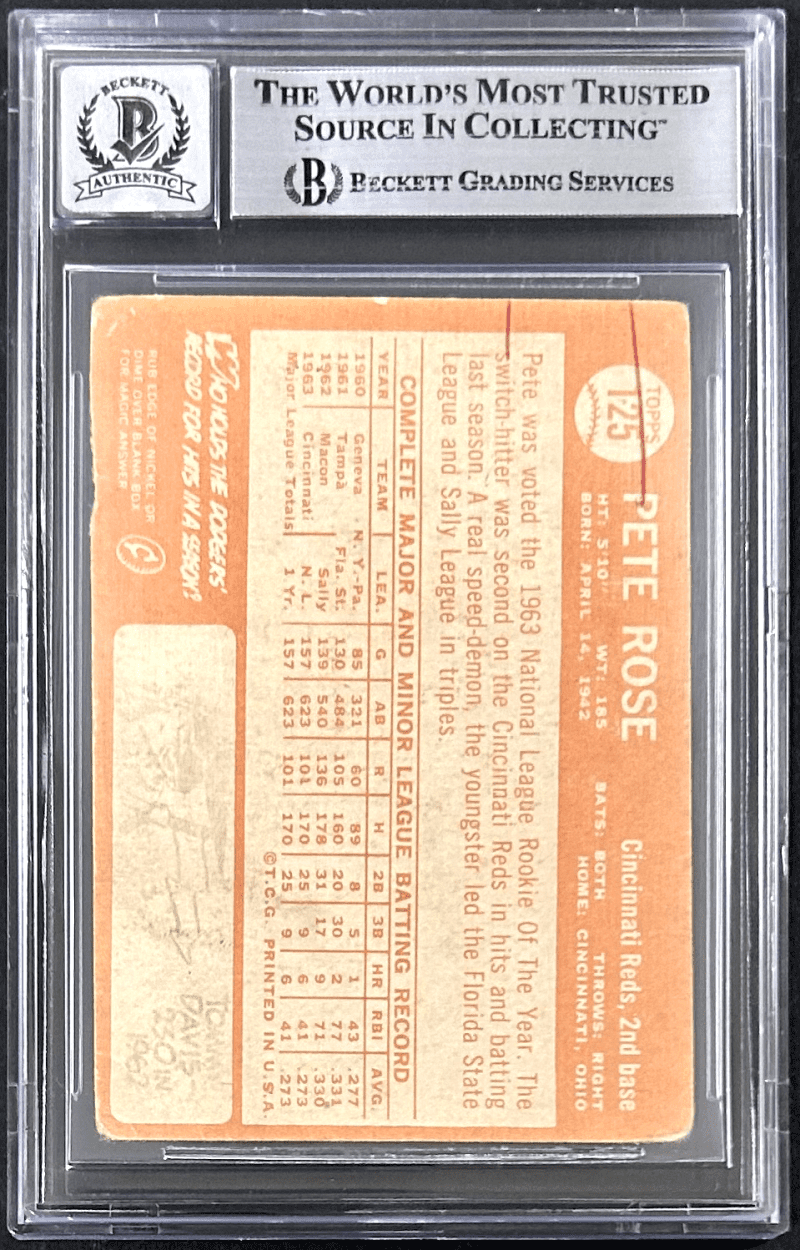 BECKETT
B
AUTHENTIC
THE WORLD'S MOST TRUSTED
SOURCE IN COLLECTING™
B BECKETT GRADING SERVICES
TOPPS
125
PETE ROSE
Cincinnati Reds, 2nd base
HT: 5'10" WT: 185 BATS: BOTH THROWS: RIGHT
BORN: APRIL 14, 1942 HOME: CINCINNATI, OHIO
Pete was voted the 1963 National League Rookie Of The Year. The
switch-hitter was second on the Cincinnati Reds in hits and batting
last season. A real speed-demon, the youngster led the Florida State
League and Sally League in triples.
COMPLETE MAJOR AND MINOR LEAGUE BATTING RECORD
YEAR TEAM LEA. G AB R H 2B 3B HR RBI AVG.
1960 Geneva N.Y.-Pa. 85 321 60 89 8 5 1 43 .277
1961 Tampa Fla. St. 130 484 105 160 20 30 2 77 .331
1962 Macon Sally 139 540 136 178 31 17 9 71 .330
1963 Cincinnati N.L. 157 623 101 170 25 9 6 41 .273
Major League Totals 1 Yr. 157 623 101 170 25 9 6 41 .273
©T.C.G. PRINTED IN U.S.A.
WHO HOLDS THE DODGERS'
RECORD FOR HITS IN A SEASON?
RUB EDGE OF NICKEL OR
DIME OVER BLANK BOX
FOR MAGIC ANSWER
TOMMY
DAVIS-
230 IN
1962